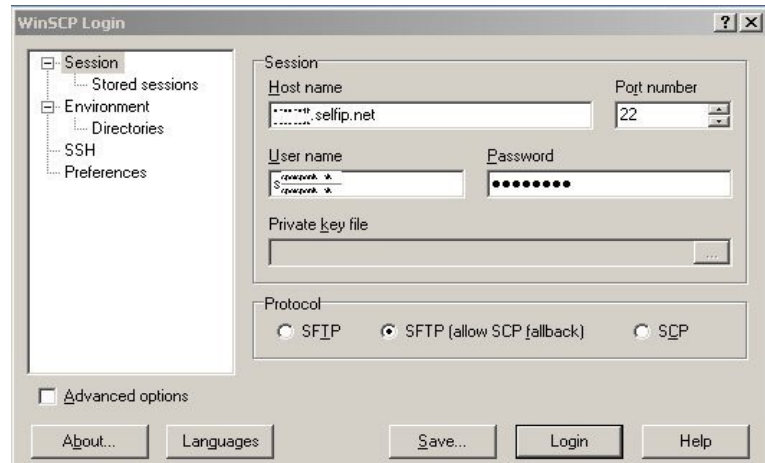 WinSCP Login
Session
Stored sessions
Environment
Directories
SSH
Preferences
Session
Host name
Port number
.selfip.net
22
User name
Password
s
●●●●●●●●
Private key file
...
Protocol
SFTP
SFTP (allow SCP fallback)
SCP
Advanced options
About...
Languages
Save...
Login
Help